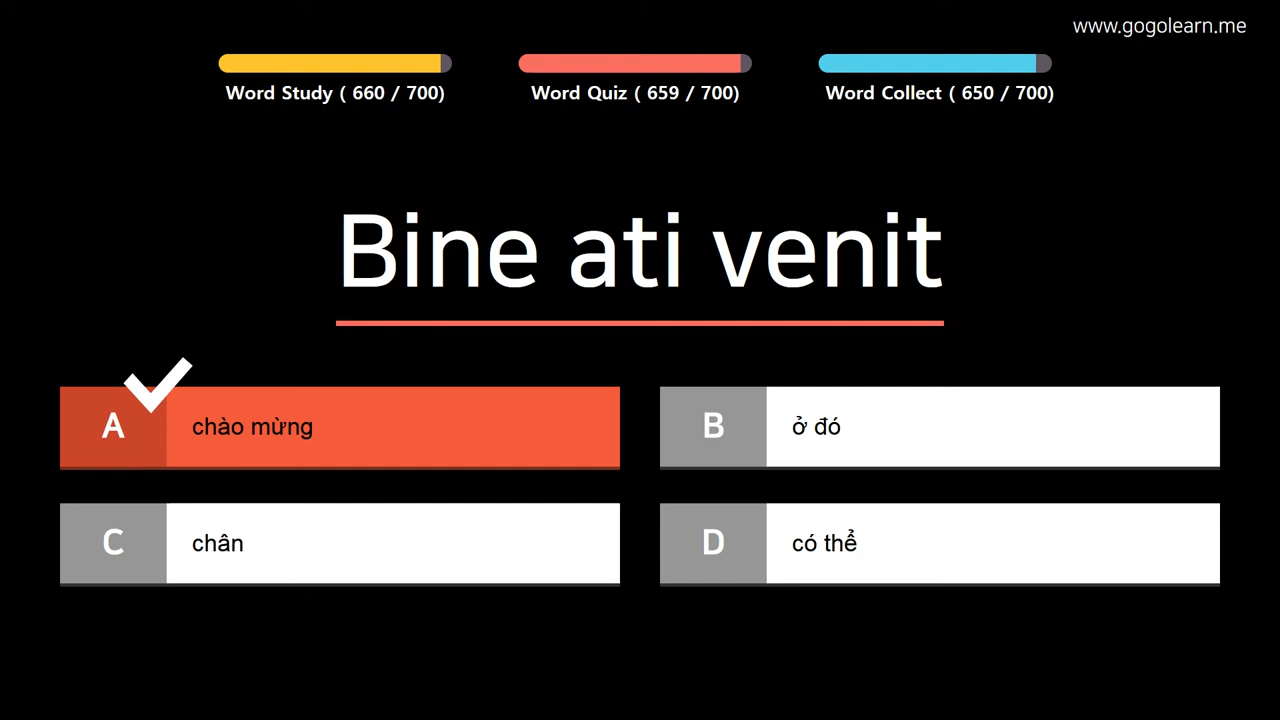 www.gogolearn.me
Word Study ( 660 / 700)
Word Quiz ( 659 / 700)
Word Collect ( 650 / 700)
Bine ati venit
A chào mừng
B ở đó
C chân
D có thể